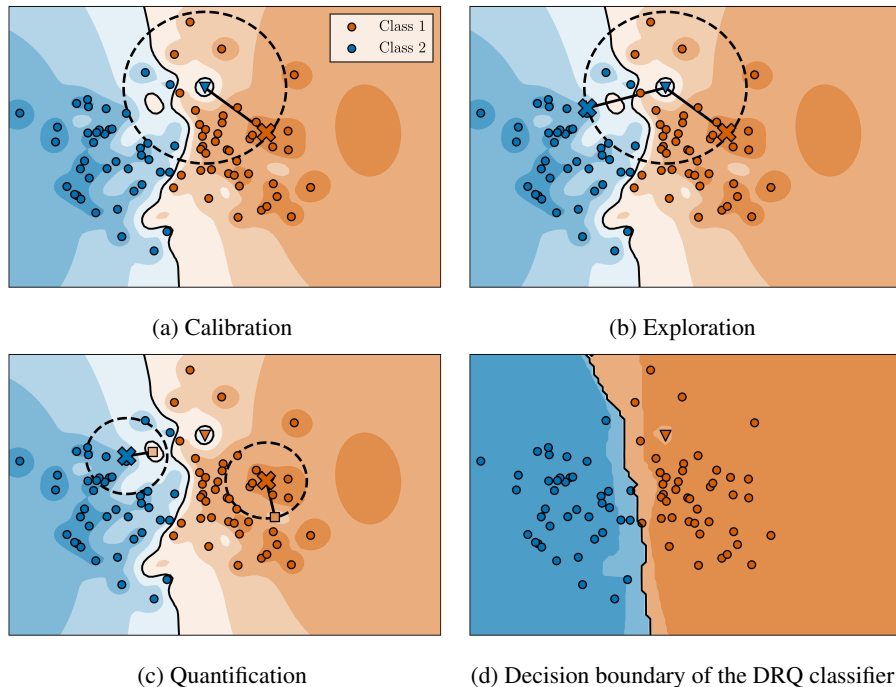 Class 1
Class 2
(a) Calibration
(b) Exploration
(c) Quantification
(d) Decision boundary of the DRQ classifier